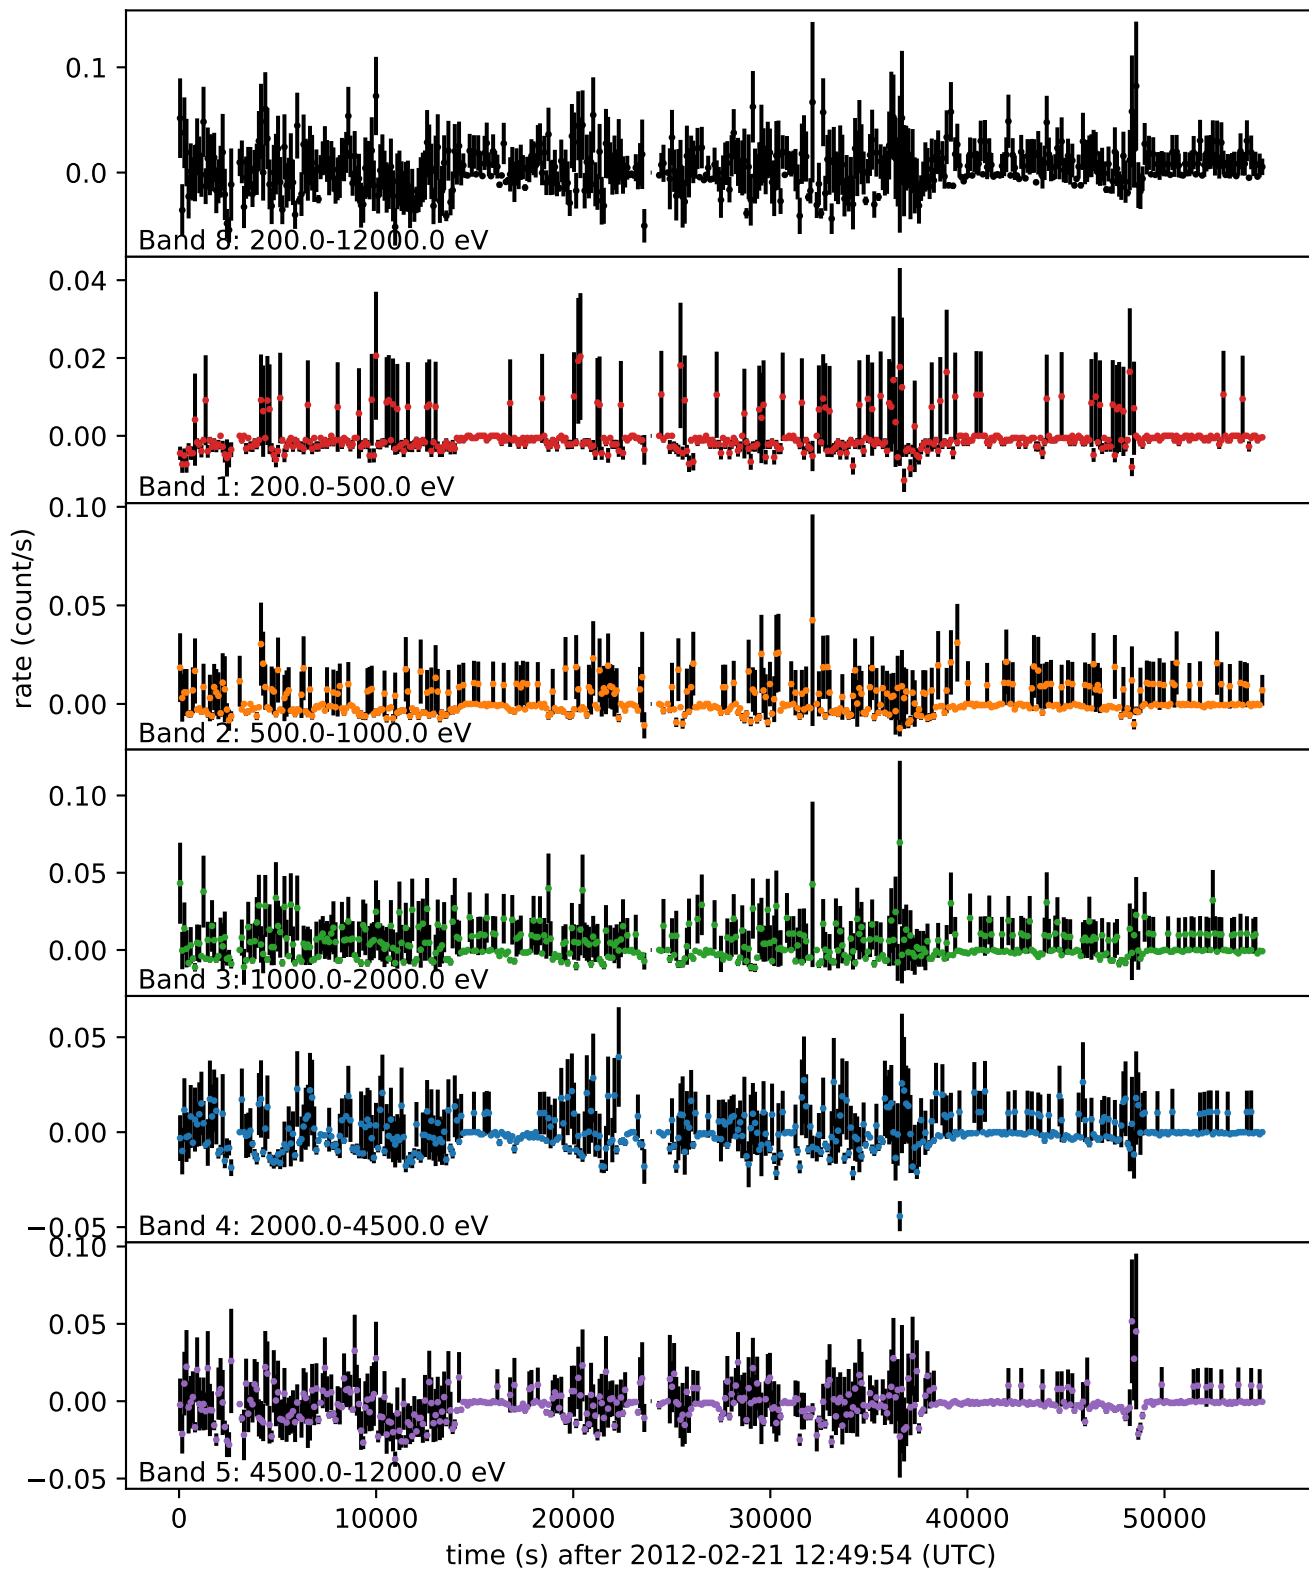 0.1
0.0
Band 8: 200.0-12000.0 eV
0.04
0.02
0.00
Band 1: 200.0-500.0 eV
0.10
0.05
0.00
Band 2: 500.0-1000.0 eV
rate (count/s)
0.10
0.05
0.00
Band 3: 1000.0-2000.0 eV
0.05
0.00
−0.05
Band 4: 2000.0-4500.0 eV
0.10
0.05
0.00
−0.05
Band 5: 4500.0-12000.0 eV
0 10000 20000 30000 40000 50000
time (s) after 2012-02-21 12:49:54 (UTC)